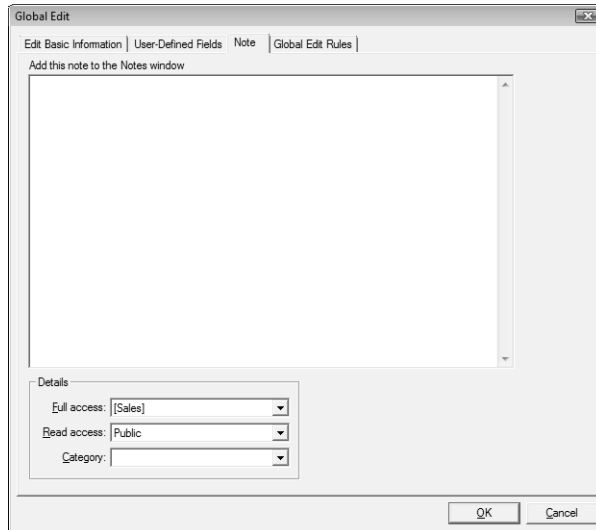 Global Edit
Edit Basic Information User-Defined Fields Note Global Edit Rules
Add this note to the Notes window
Details
Full access: [Sales]
Read access: Public
Category:
OK Cancel